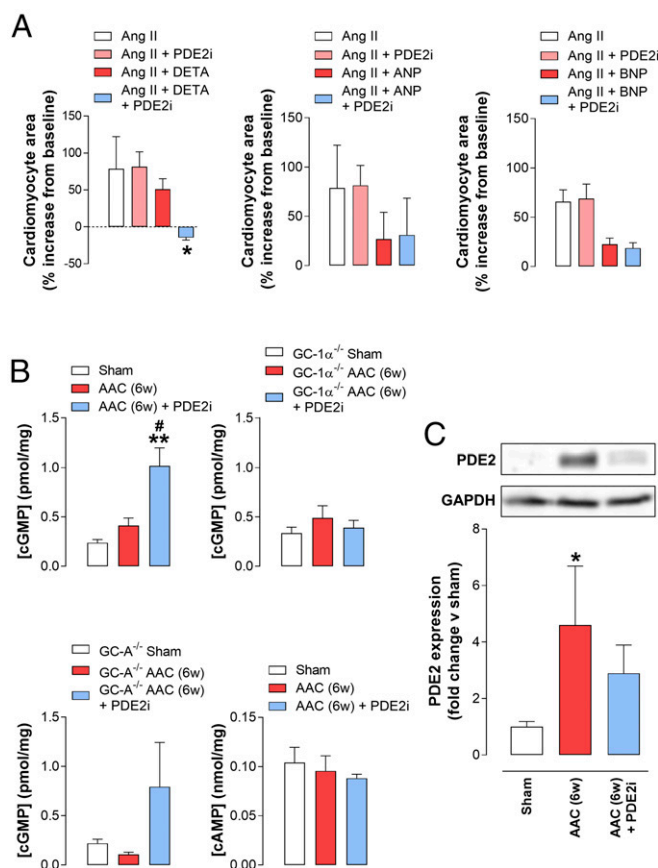 A
Ang II
Ang II + PDE2i
Ang II + DETA
Ang II + DETA
+ PDE2i
Cardiomyocyte area
(% increase from baseline)
150
100
50
0
-50
*
Ang II
Ang II + PDE2i
Ang II + ANP
Ang II + ANP
+ PDE2i
Cardiomyocyte area
(% increase from baseline)
150
100
50
0
Ang II
Ang II + PDE2i
Ang II + BNP
Ang II + BNP
+ PDE2i
Cardiomyocyte area
(% increase from baseline)
150
100
50
0
B
Sham
AAC (6w)
AAC (6w) + PDE2i
[cGMP] (pmol/mg)
1.5
1.0
0.5
0.0
#
**
GC-1α-/- Sham
GC-1α-/- AAC (6w)
GC-1α-/- AAC (6w)
+ PDE2i
[cGMP] (pmol/mg)
1.5
1.0
0.5
0.0
GC-A-/- Sham
GC-A-/- AAC (6w)
GC-A-/- AAC (6w)
+ PDE2i
[cGMP] (pmol/mg)
1.5
1.0
0.5
0.0
Sham
AAC (6w)
AAC (6w) + PDE2i
[cAMP] (nmol/mg)
0.15
0.10
0.05
0.00
C
PDE2
GAPDH
PDE2 expression
(fold change v sham)
8
6
4
2
0
*
Sham
AAC (6w)
AAC (6w)
+ PDE2i